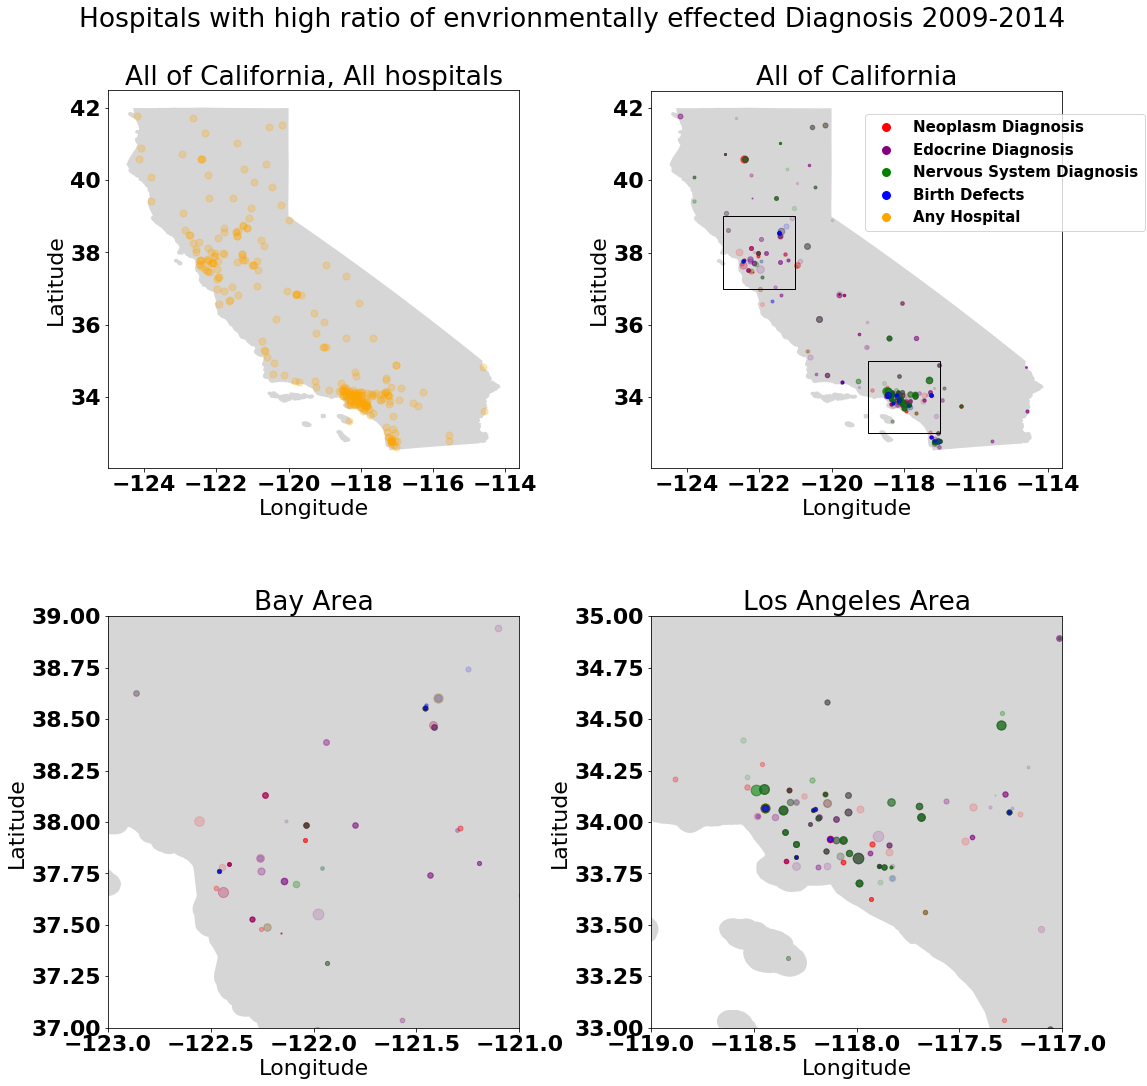 Hospitals with high ratio of envrionmentally effected Diagnosis 2009-2014
All of California, All hospitals
42
40
38
36
34
Latitude
−124 −122 −120 −118 −116 −114
Longitude
All of California
Neoplasm Diagnosis
Edocrine Diagnosis
Nervous System Diagnosis
Birth Defects
Any Hospital
42
40
38
36
34
Latitude
−124 −122 −120 −118 −116 −114
Longitude
Bay Area
39.00
38.75
38.50
38.25
38.00
37.75
37.50
37.25
37.00
Latitude
−123.0 −122.5 −122.0 −121.5 −121.0
Longitude
Los Angeles Area
35.00
34.75
34.50
34.25
34.00
33.75
33.50
33.25
33.00
Latitude
−119.0 −118.5 −118.0 −117.5 −117.0
Longitude